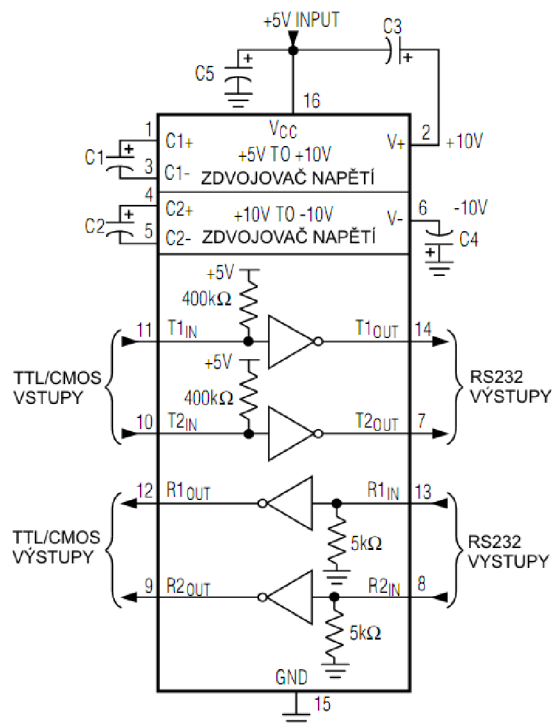 +5V INPUT
C3
+
C5
+
16
VCC
1
C1+
+5V TO +10V
V+
2
+10V
C1
+
3
C1-
ZDVOJOVAČ NAPĚTÍ
4
C2+
+10V TO -10V
V-
6
-10V
C2
+
5
C2-
ZDVOJOVAČ NAPĚTÍ
C4
+
+5V
400kΩ
11
T1IN
T1OUT
14
+5V
TTL/CMOS
VSTUPY
400kΩ
RS232
VÝSTUPY
10
T2IN
T2OUT
7
12
R1OUT
R1IN
13
TTL/CMOS
VÝSTUPY
5kΩ
RS232
VYSTUPY
9
R2OUT
R2IN
8
5kΩ
GND
15